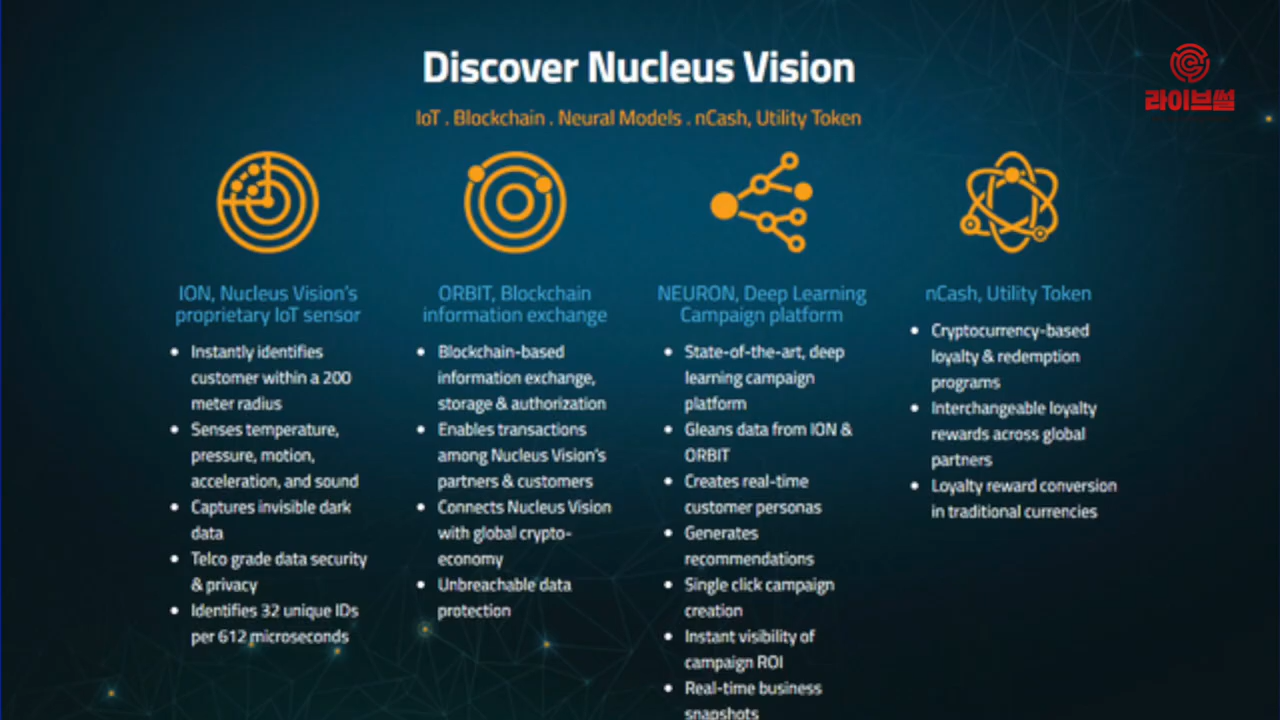 Discover Nucleus Vision
라이브썰
IoT . Blockchain . Neural Models . nCash, Utility Token
ION, Nucleus Vision's
proprietary IoT sensor
• Instantly identifies
customer within a 200
meter radius
• Senses temperature,
pressure, motion,
acceleration, and sound
• Captures invisible dark
data
• Telco grade data security
& privacy
• Identifies 32 unique IDs
per 612 microseconds
ORBIT, Blockchain
information exchange
• Blockchain-based
information exchange,
storage & authorization
• Enables transactions
among Nucleus Vision's
partners & customers
• Connects Nucleus Vision
with global crypto-
economy
• Unbreachable data
protection
NEURON, Deep Learning
Campaign platform
• State-of-the-art, deep
learning campaign
platform
• Gleans data from ION &
ORBIT
• Creates real-time
customer personas
• Generates
recommendations
• Single click campaign
creation
• Instant visibility of
campaign ROI
• Real-time business
snapshots
nCash, Utility Token
• Cryptocurrency-based
loyalty & redemption
programs
• Interchangeable loyalty
rewards across global
partners
• Loyalty reward conversion
in traditional currencies